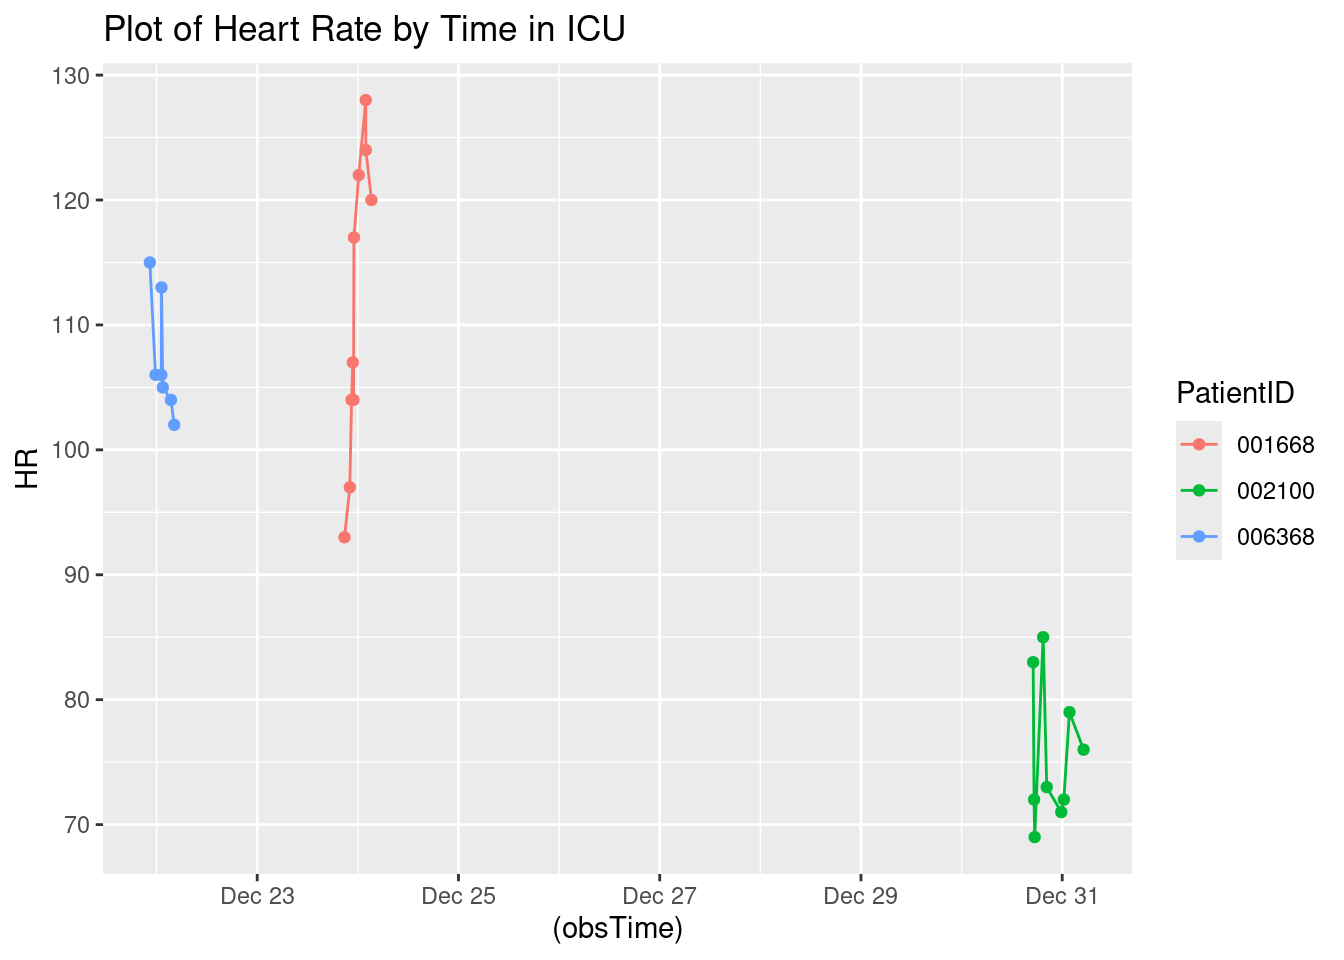 Plot of Heart Rate by Time in ICU
130
120
110
100
90
80
70
HR
Dec 23
Dec 25
Dec 27
Dec 29
Dec 31
(obsTime)
PatientID
001668
002100
006368